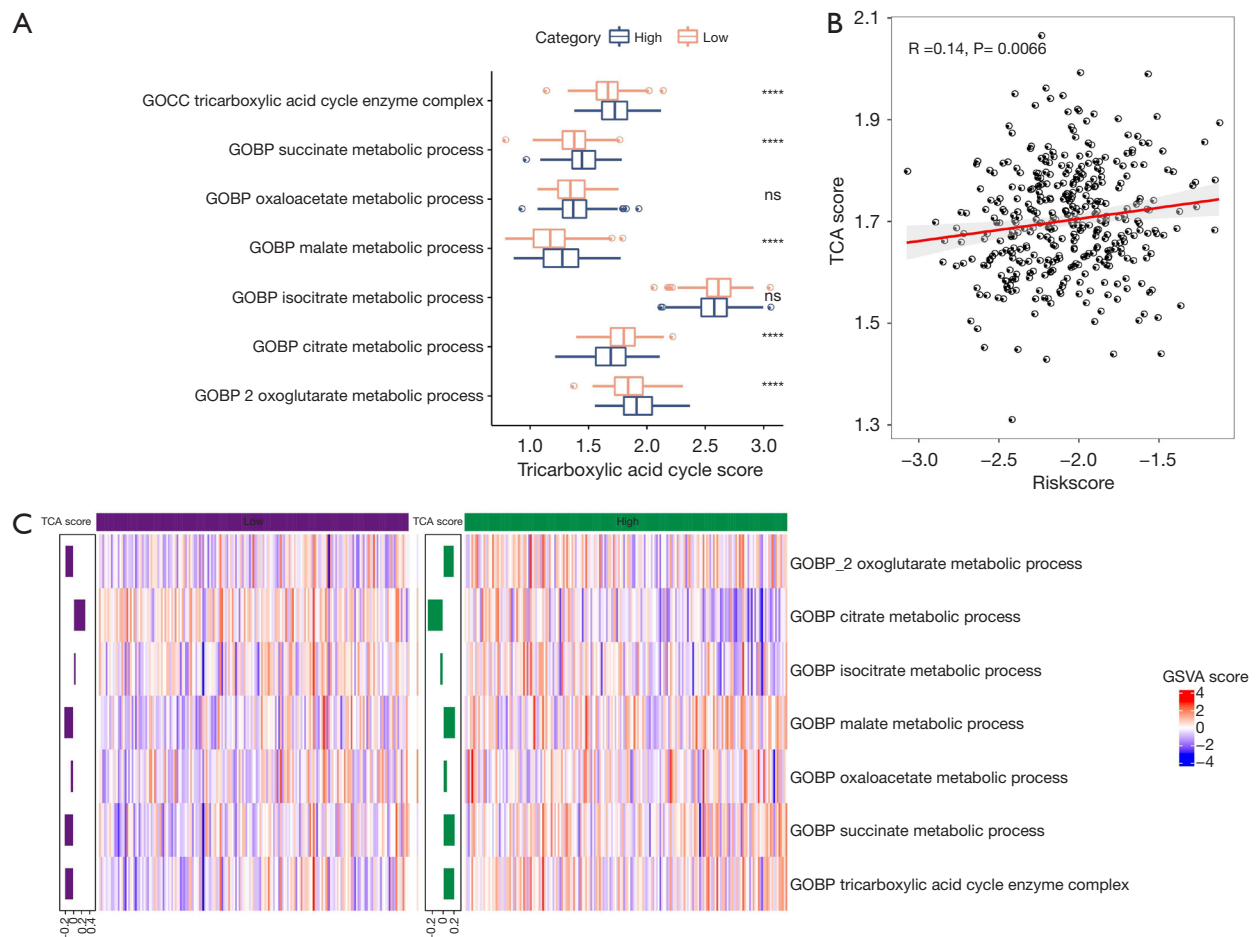 A
Category High Low
GOCC tricarboxylic acid cycle enzyme complex
****
GOBP succinate metabolic process
****
GOBP oxaloacetate metabolic process
ns
GOBP malate metabolic process
****
GOBP isocitrate metabolic process
ns
GOBP citrate metabolic process
****
GOBP 2 oxoglutarate metabolic process
****
1.0 1.5 2.0 2.5 3.0
Tricarboxylic acid cycle score
B
R =0.14, P= 0.0066
2.1
1.9
1.7
1.5
1.3
TCA score
−3.0 −2.5 −2.0 −1.5
Riskscore
C
TCA score Low TCA score High
GOBP_2 oxoglutarate metabolic process
GOBP citrate metabolic process
GOBP isocitrate metabolic process
GOBP malate metabolic process
GOBP oxaloacetate metabolic process
GOBP succinate metabolic process
GOBP tricarboxylic acid cycle enzyme complex
-0.2 0 0.2 0.4
-0.2 0 0.2
GSVA score
4
2
0
−2
−4